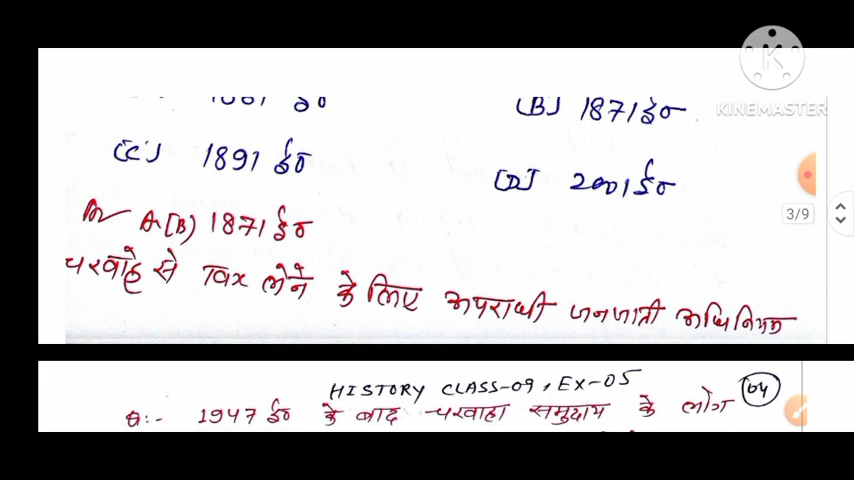 KINEMASTER
(B) 1871 ई०
(C) 1891 ई०
(D) 2001 ई०
3/9
A (B) 1871 ई०
चरवाहे से लेने के लिए अपराधी जनजाती अधिनियम
HISTORY CLASS-09, EX-05
04
Q:- 1947 ई० के बाद चरवाहा समुदाय के लोग